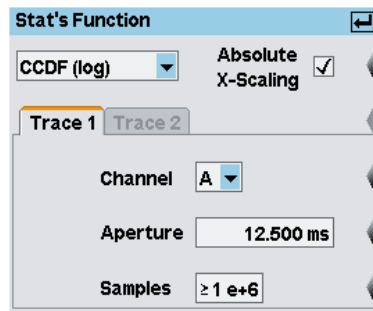 Stat's Function
CCDF (log)
Absolute
X-Scaling
Trace 1 Trace 2
Channel A
Aperture 12.500 ms
Samples ≥1 e+6